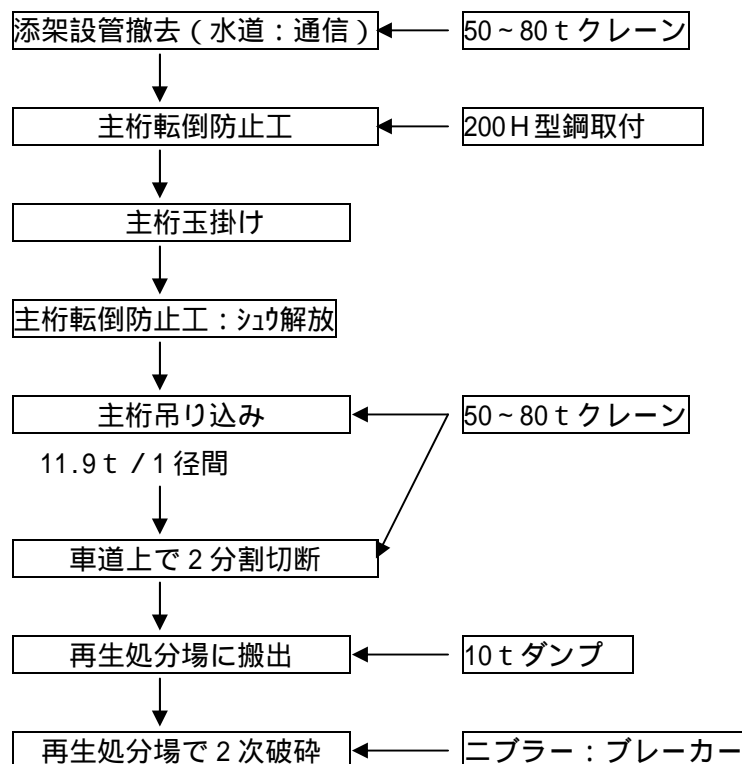 添架設管撤去（水道：通信）
50~80ｔクレーン
主桁転倒防止工
200Ｈ型鋼取付
主桁玉掛け
主桁転倒防止工：ｼｭｳ解放
主桁吊り込み
50~80ｔクレーン
11.9ｔ/1径間
車道上で2分割切断
再生処分場に搬出
10ｔダンプ
再生処分場で2次破砕
ニブラー：ブレーカー